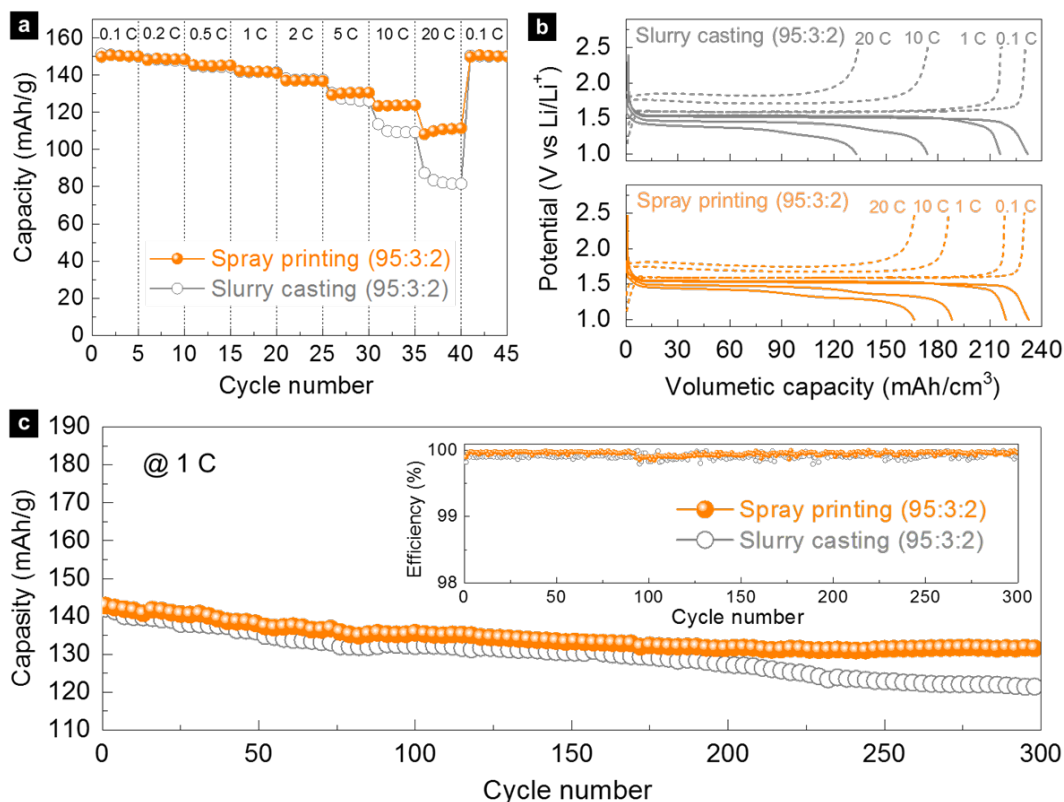 a
0.1 C 0.2 C 0.5 C 1 C 2 C 5 C 10 C 20 C 0.1 C
Capacity (mAh/g)
160
140
120
100
80
60
40
20
0
Spray printing (95:3:2)
Slurry casting (95:3:2)
0 5 10 15 20 25 30 35 40 45
Cycle number
b
Potential (V vs Li/Li⁺)
Slurry casting (95:3:2)
20 C 10 C 1 C 0.1 C
2.5
2.0
1.5
1.0
Spray printing (95:3:2)
20 C 10 C 1 C 0.1 C
2.5
2.0
1.5
1.0
0 30 60 90 120 150 180 210 240
Volumetric capacity (mAh/cm³)
c
@ 1 C
Capasity (mAh/g)
190
180
170
160
150
140
130
120
110
0 50 100 150 200 250 300
Cycle number
Efficiency (%)
100
99
98
Spray printing (95:3:2)
Slurry casting (95:3:2)
0 50 100 150 200 250 300
Cycle number